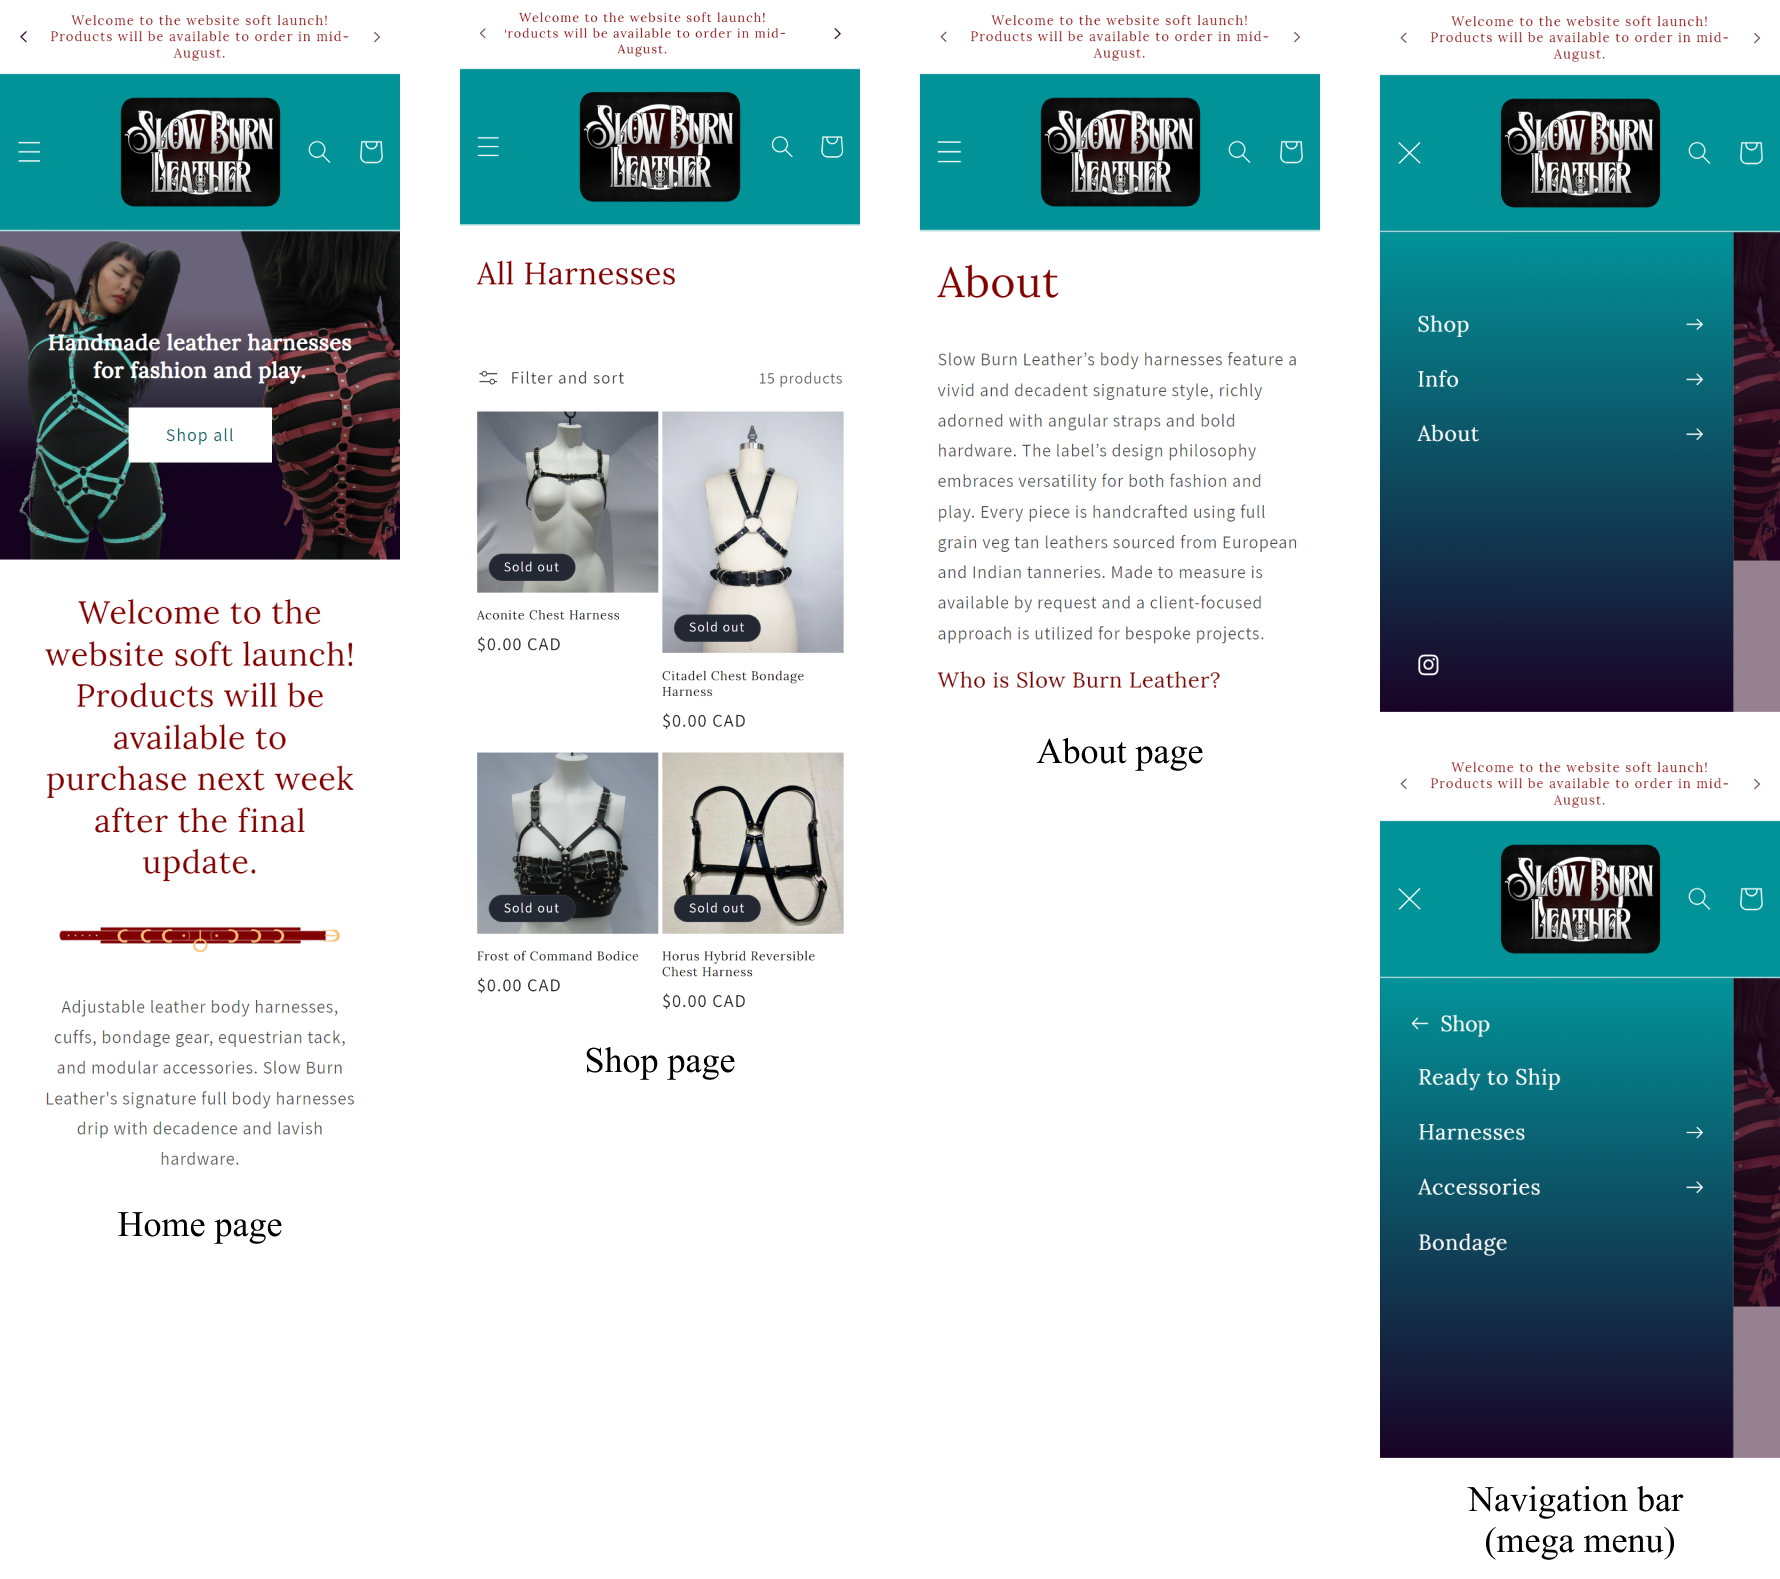 Welcome to the website soft launch!
Products will be available to order in mid-
August.
SLOW BURN
LEATHER
Handmade leather harnesses
for fashion and play.
Shop all
Welcome to the
website soft launch!
Products will be
available to
purchase next week
after the final
update.
Adjustable leather body harnesses,
cuffs, bondage gear, equestrian tack,
and modular accessories. Slow Burn
Leather's signature full body harnesses
drip with decadence and lavish
hardware.
Home page
Welcome to the website soft launch!
roducts will be available to order in mid-
August.
SLOW BURN
LEATHER
All Harnesses
Filter and sort
15 products
Sold out
Aconite Chest Harness
$0.00 CAD
Sold out
Citadel Chest Bondage
Harness
$0.00 CAD
Sold out
Frost of Command Bodice
$0.00 CAD
Sold out
Horus Hybrid Reversible
Chest Harness
$0.00 CAD
Shop page
Welcome to the website soft launch!
Products will be available to order in mid-
August.
SLOW BURN
LEATHER
About
Slow Burn Leather’s body harnesses feature a
vivid and decadent signature style, richly
adorned with angular straps and bold
hardware. The label’s design philosophy
embraces versatility for both fashion and
play. Every piece is handcrafted using full
grain veg tan leathers sourced from European
and Indian tanneries. Made to measure is
available by request and a client-focused
approach is utilized for bespoke projects.
Who is Slow Burn Leather?
About page
Welcome to the website soft launch!
Products will be available to order in mid-
August.
SLOW BURN
LEATHER
Shop
Info
About
Welcome to the website soft launch!
Products will be available to order in mid-
August.
SLOW BURN
LEATHER
Shop
Ready to Ship
Harnesses
Accessories
Bondage
Navigation bar
(mega menu)